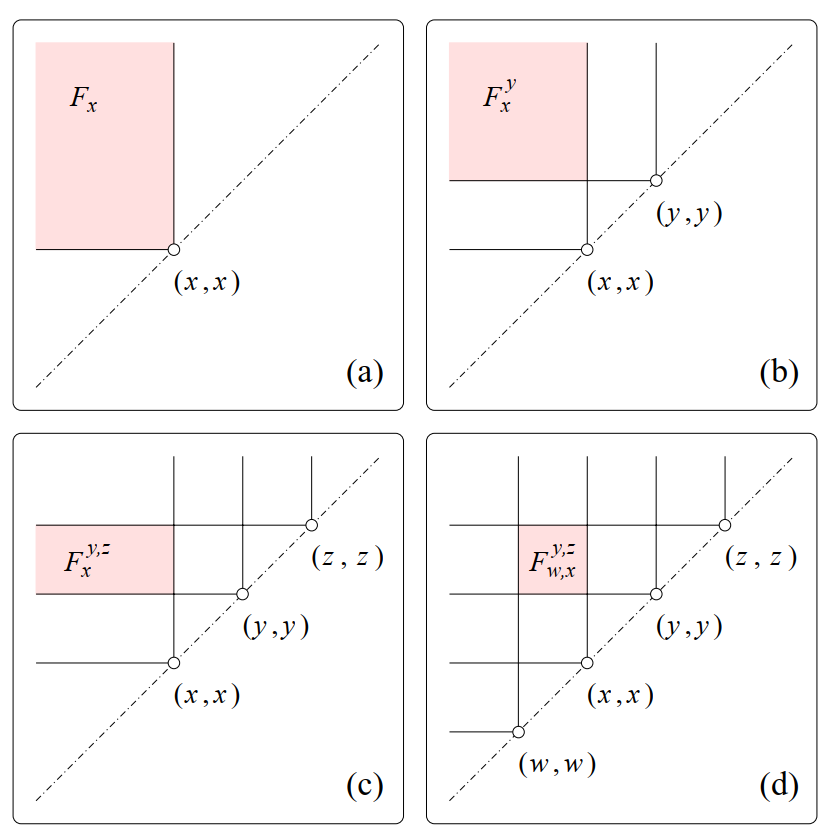 F_x
(x,x)
(a)
F_x^y
(y,y)
(x,x)
(b)
F_x^{y,z}
(z, z)
(y,y)
(x,x)
(c)
F_{w,x}^{y,z}
(z, z)
(y,y)
(x,x)
(w,w)
(d)